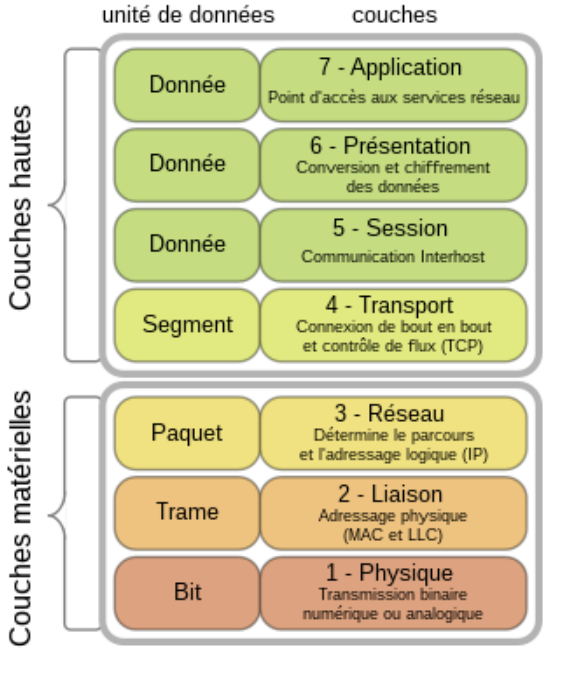 unité de données couches
Couches hautes
Donnée
7 - Application
Point d'accès aux services réseau
Donnée
6 - Présentation
Conversion et chiffrement
des données
Donnée
5 - Session
Communication Interhost
Segment
4 - Transport
Connexion de bout en bout
et contrôle de flux (TCP)
Couches matérielles
Paquet
3 - Réseau
Détermine le parcours
et l'adressage logique (IP)
Trame
2 - Liaison
Adressage physique
(MAC et LLC)
Bit
1 - Physique
Transmission binaire
numérique ou analogique